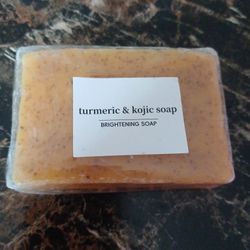 turmeric & kojic soap
BRIGHTENING SOAP